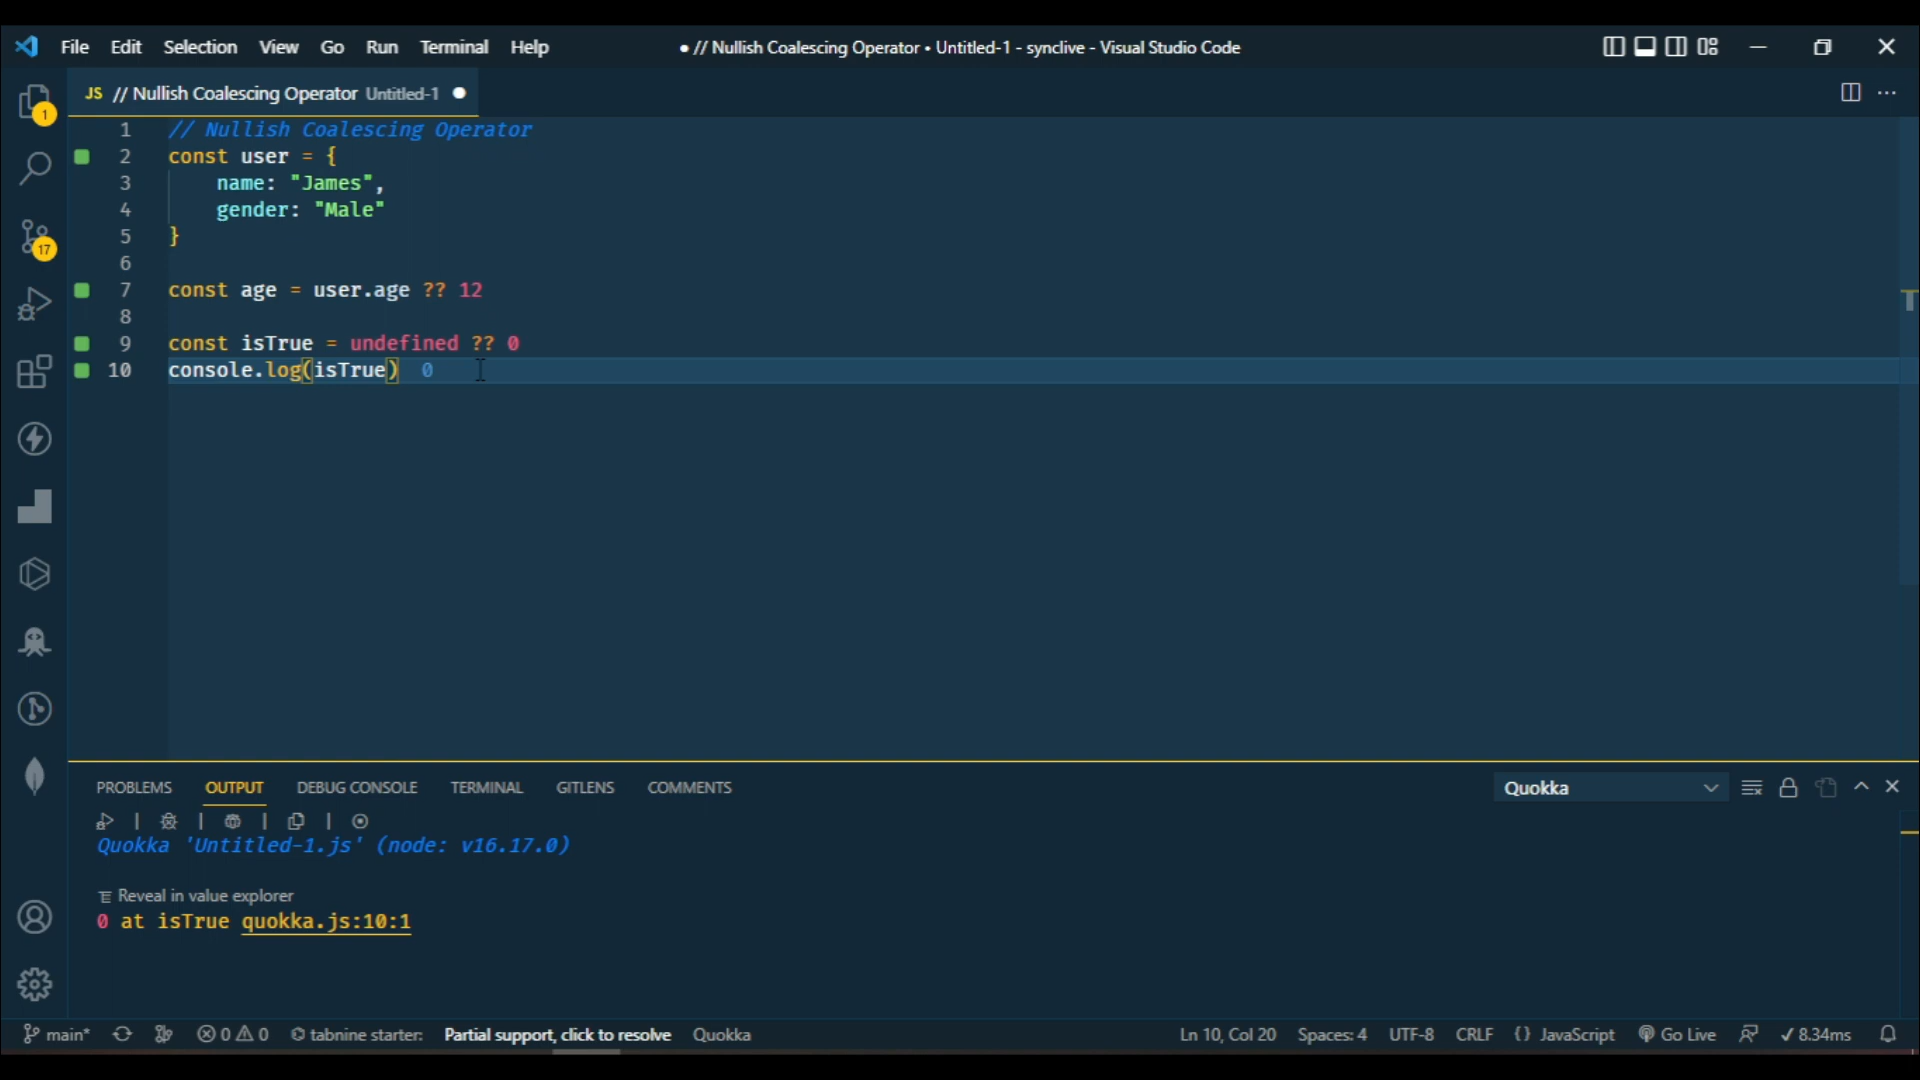 File Edit Selection View Go Run Terminal Help
● // Nullish Coalescing Operator • Untitled-1 - synclive - Visual Studio Code
JS // Nullish Coalescing Operator Untitled-1 ●
1
17
1 // Nullish Coalescing Operator
2 const user = {
3 name: "James",
4 gender: "Male"
5 }
6
7 const age = user.age ?? 12
8
9 const isTrue = undefined ?? 0
10 console.log(isTrue) 0
PROBLEMS OUTPUT DEBUG CONSOLE TERMINAL GITLENS COMMENTS
Quokka
Quokka 'Untitled-1.js' (node: v16.17.0)
Reveal in value explorer
0 at isTrue quokka.js:10:1
main* 0 0 tabnine starter: Partial support, click to resolve Quokka
Ln 10, Col 20 Spaces: 4 UTF-8 CRLF {} JavaScript Go Live ✓ 8.34ms